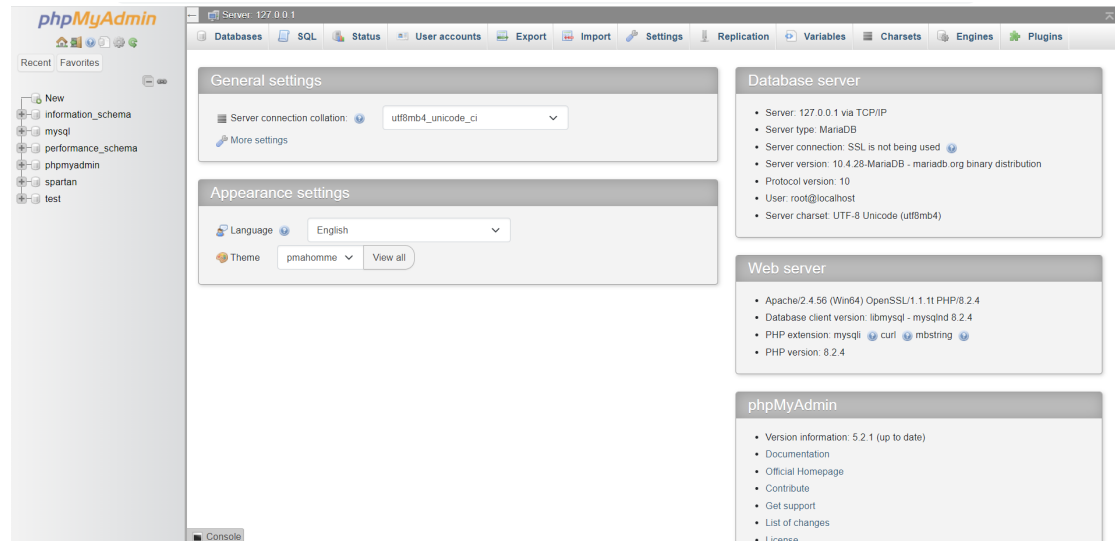 phpMyAdmin
Recent Favorites
New
information_schema
mysql
performance_schema
phpmyadmin
spartan
test
Server: 127.0.0.1
Databases SQL Status User accounts Export Import Settings Replication Variables Charsets Engines Plugins
General settings
Server connection collation: utf8mb4_unicode_ci
More settings
Appearance settings
Language English
Theme pmahomme View all
Database server
Server: 127.0.0.1 via TCP/IP
Server type: MariaDB
Server connection: SSL is not being used
Server version: 10.4.28-MariaDB - mariadb.org binary distribution
Protocol version: 10
User: root@localhost
Server charset: UTF-8 Unicode (utf8mb4)
Web server
Apache/2.4.56 (Win64) OpenSSL/1.1.1t PHP/8.2.4
Database client version: libmysql - mysqlnd 8.2.4
PHP extension: mysqli curl mbstring
PHP version: 8.2.4
phpMyAdmin
Version information: 5.2.1 (up to date)
Documentation
Official Homepage
Contribute
Get support
List of changes
License
Console